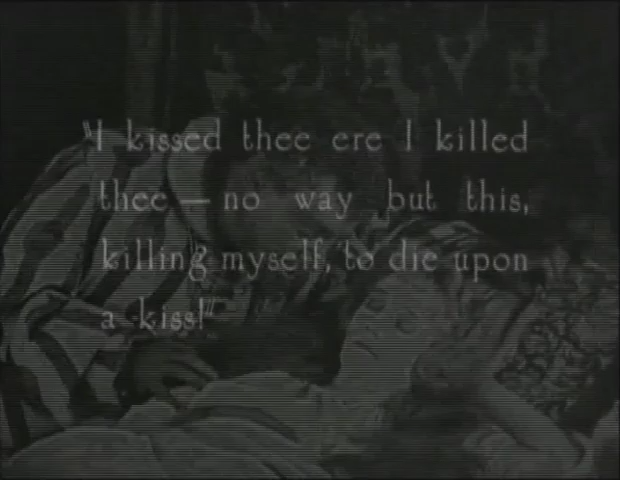 "I kissed thee ere I killed
thee — no way but this,
killing myself, to die upon
a kiss!"